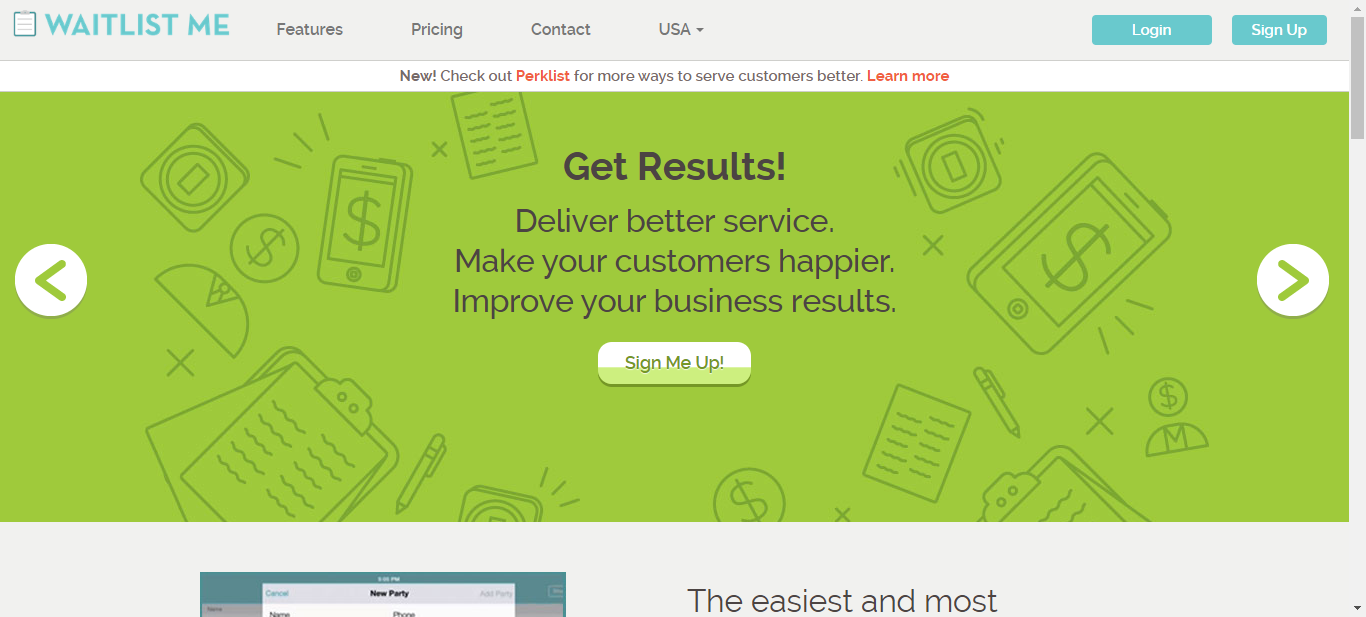 WAITLIST ME
Features
Pricing
Contact
USA
Login
Sign Up
New! Check out Perklist for more ways to serve customers better. Learn more
Get Results!
Deliver better service.
Make your customers happier.
Improve your business results.
Sign Me Up!
5:00 PM
Cancel
New Party
Add Party
Name
Name
Phone
The easiest and most